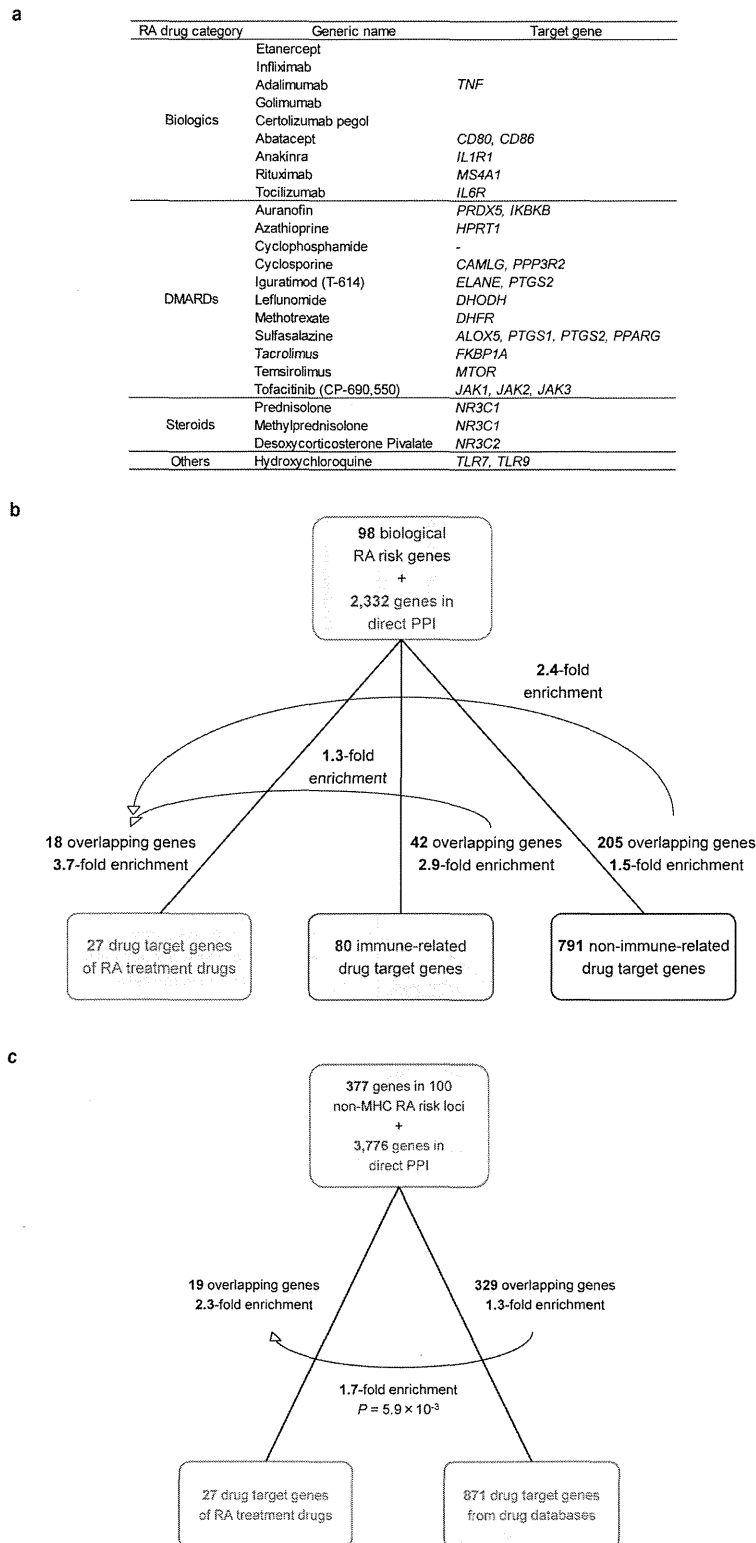 a
RA drug category Generic name Target gene
Etanercept
Infliximab
Adalimumab TNF
Golimumab
Certolizumab pegol
Biologics
Abatacept CD80, CD86
Anakinra IL1R1
Rituximab MS4A1
Tocilizumab IL6R
Auranofin PRDX5, IKBKB
Azathioprine HPRT1
Cyclophosphamide -
Cyclosporine CAMLG, PPP3R2
Iguratimod (T-614) ELANE, PTGS2
DMARDs Leflunomide DHODH
Methotrexate DHFR
Sulfasalazine ALOX5, PTGS1, PTGS2, PPARG
Tacrolimus FKBP1A
Temsirolimus MTOR
Tofacitinib (CP-690,550) JAK1, JAK2, JAK3
Prednisolone NR3C1
Steroids Methylprednisolone NR3C1
Desoxycorticosterone Pivalate NR3C2
Others Hydroxychloroquine TLR7, TLR9
b
98 biological
RA risk genes
+
2,332 genes in
direct PPI
2.4-fold
enrichment
1.3-fold
enrichment
18 overlapping genes
3.7-fold enrichment
42 overlapping genes
2.9-fold enrichment
205 overlapping genes
1.5-fold enrichment
27 drug target genes
of RA treatment drugs
80 immune-related
drug target genes
791 non-immune-related
drug target genes
c
377 genes in 100
non-MHC RA risk loci
+
3,776 genes in
direct PPI
19 overlapping genes
2.3-fold enrichment
329 overlapping genes
1.3-fold enrichment
1.7-fold enrichment
P = 5.9 × 10⁻³
27 drug target genes
of RA treatment drugs
871 drug target genes
from drug databases